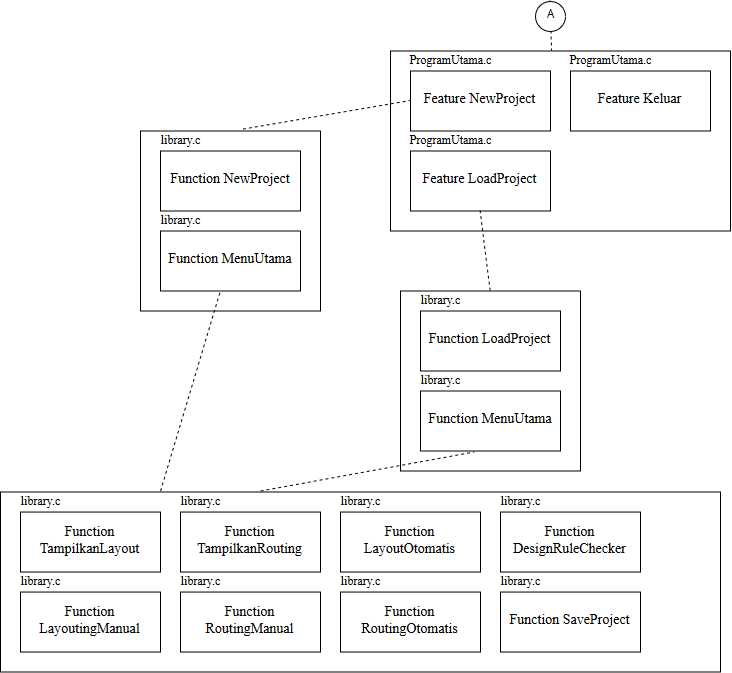 A
ProgramUtama.c
ProgramUtama.c
Feature NewProject
Feature Keluar
ProgramUtama.c
Feature LoadProject
library.c
Function NewProject
library.c
Function MenuUtama
library.c
Function LoadProject
library.c
Function MenuUtama
library.c
library.c
library.c
library.c
Function
TampilkanLayout
Function
TampilkanRouting
Function
LayoutOtomatis
Function
DesignRuleChecker
library.c
library.c
library.c
library.c
Function
LayoutingManual
Function
RoutingManual
Function
RoutingOtomatis
Function SaveProject